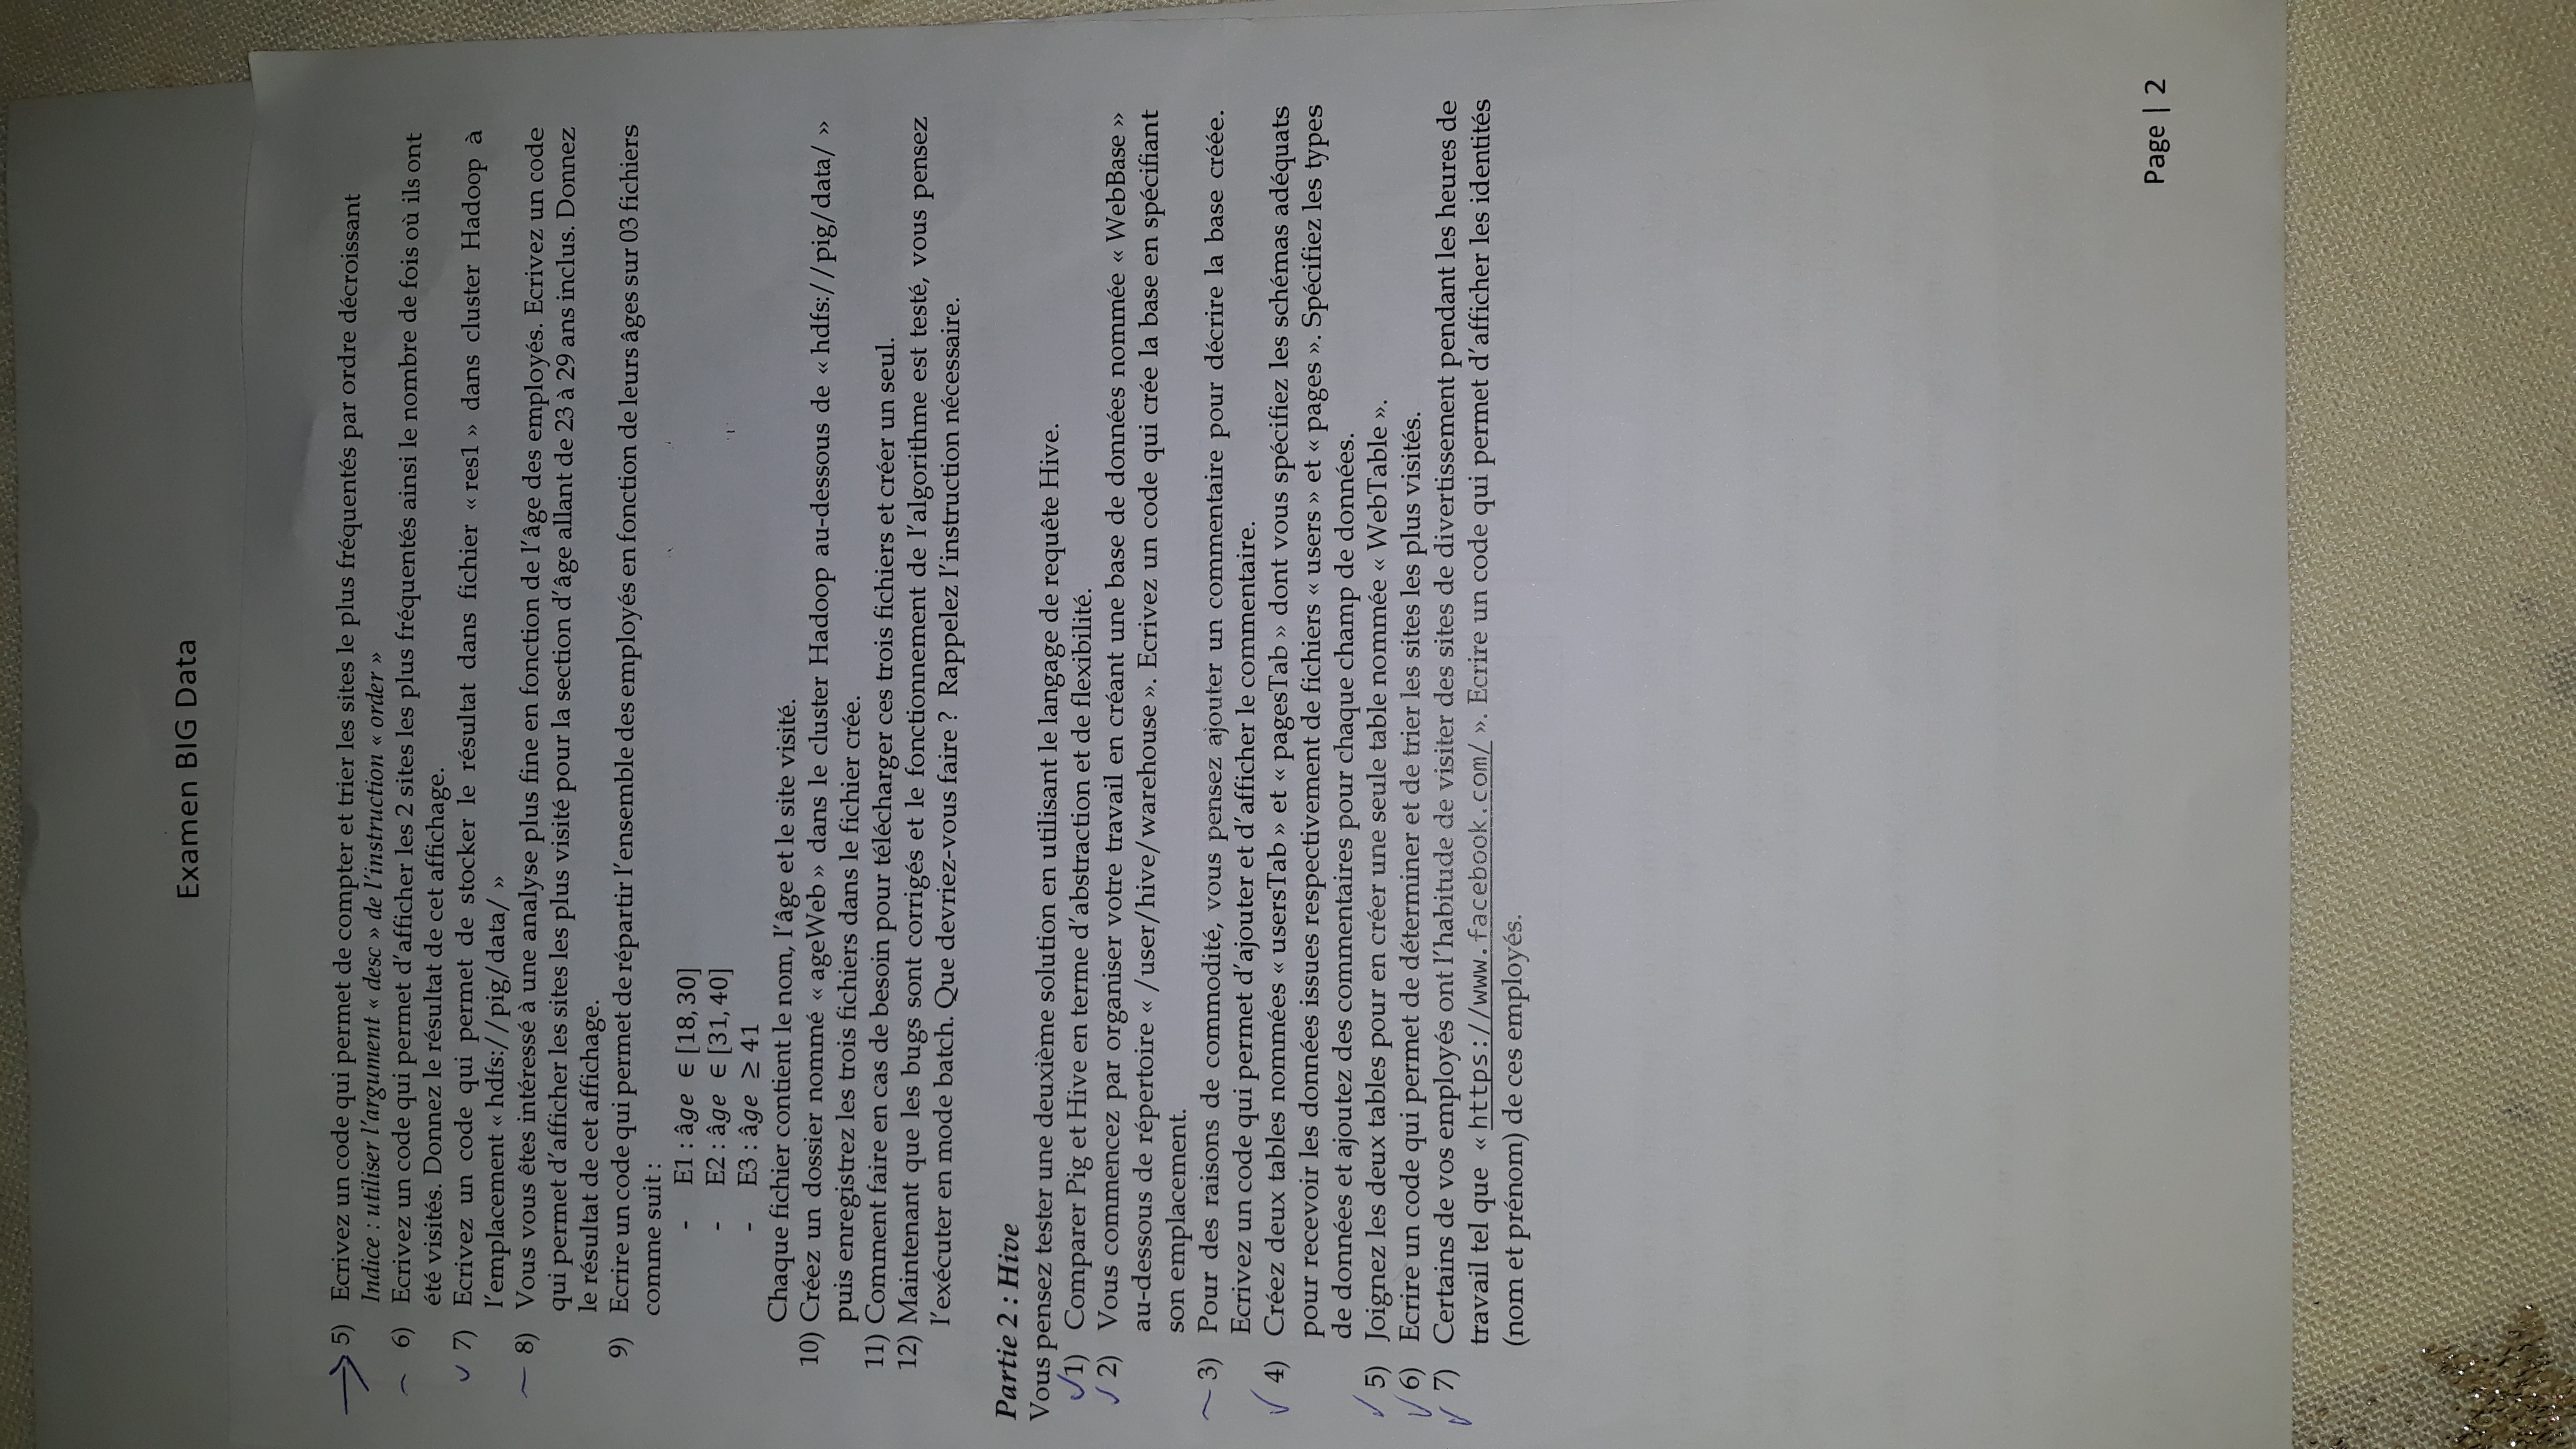 Examen BIG Data
5) Ecrivez un code qui permet de compter et trier les sites le plus fréquentés par ordre décroissant
Indice : utiliser l'argument « desc » de l'instruction « order »
6) Ecrivez un code qui permet d'afficher les 2 sites les plus fréquentés ainsi le nombre de fois où ils ont
été visités. Donnez le résultat de cet affichage.
7) Ecrivez un code qui permet de stocker le résultat dans fichier « res1 » dans cluster Hadoop à
l'emplacement « hdfs://pig/data/ »
8) Vous vous êtes intéressé à une analyse plus fine en fonction de l'âge des employés. Ecrivez un code
qui permet d'afficher les sites les plus visité pour la section d'âge allant de 23 à 29 ans inclus. Donnez
le résultat de cet affichage.
9) Ecrire un code qui permet de répartir l'ensemble des employés en fonction de leurs âges sur 03 fichiers
comme suit :
- E1 : âge ∈ [18,30]
- E2 : âge ∈ [31,40]
- E3 : âge ≥ 41
Chaque fichier contient le nom, l'âge et le site visité.
10) Créez un dossier nommé « ageWeb » dans le cluster Hadoop au-dessous de « hdfs://pig/data/ »
puis enregistrez les trois fichiers dans le fichier crée.
11) Comment faire en cas de besoin pour télécharger ces trois fichiers et créer un seul.
12) Maintenant que les bugs sont corrigés et le fonctionnement de l'algorithme est testé, vous pensez
l'exécuter en mode batch. Que devriez-vous faire ? Rappelez l'instruction nécessaire.
Partie 2 : Hive
Vous pensez tester une deuxième solution en utilisant le langage de requête Hive.
1) Comparer Pig et Hive en terme d'abstraction et de flexibilité.
2) Vous commencez par organiser votre travail en créant une base de données nommée « WebBase »
au-dessous de répertoire « /user/hive/warehouse ». Ecrivez un code qui crée la base en spécifiant
son emplacement.
3) Pour des raisons de commodité, vous pensez ajouter un commentaire pour décrire la base créée.
Ecrivez un code qui permet d'ajouter et d'afficher le commentaire.
4) Créez deux tables nommées « usersTab » et « pagesTab » dont vous spécifiez les schémas adéquats
pour recevoir les données issues respectivement de fichiers « users » et « pages ». Spécifiez les types
de données et ajoutez des commentaires pour chaque champ de données.
5) Joignez les deux tables pour en créer une seule table nommée « WebTable ».
6) Ecrire un code qui permet de déterminer et de trier les sites les plus visités.
7) Certains de vos employés ont l'habitude de visiter des sites de divertissement pendant les heures de
travail tel que « https://www.facebook.com/ ». Ecrire un code qui permet d'afficher les identités
(nom et prénom) de ces employés.
Page | 2